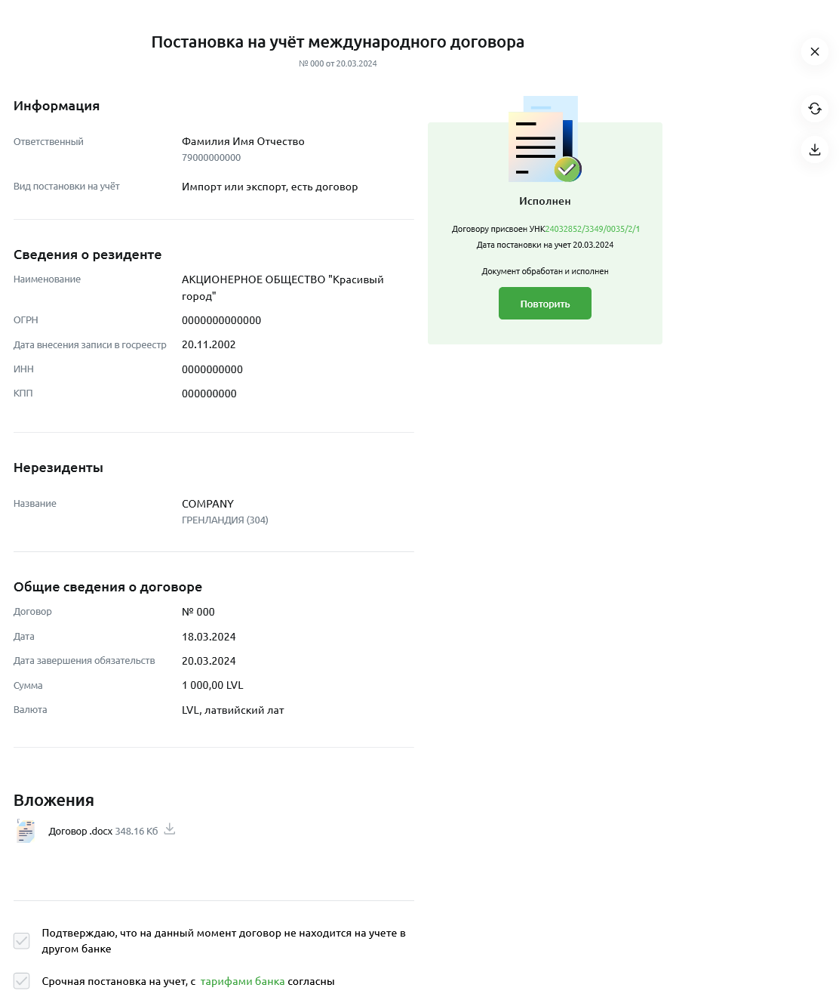 Постановка на учёт международного договора
№ 000 от 20.03.2024
Информация
Ответственный
Фамилия Имя Отчество
79000000000
Вид постановки на учёт
Импорт или экспорт, есть договор
Сведения о резиденте
Наименование
АКЦИОНЕРНОЕ ОБЩЕСТВО "Красивый
город"
ОГРН
0000000000000
Дата внесения записи в госреестр
20.11.2002
ИНН
0000000000
КПП
000000000
Нерезиденты
Название
COMPANY
ГРЕНЛАНДИЯ (304)
Общие сведения о договоре
Договор
№ 000
Дата
18.03.2024
Дата завершения обязательств
20.03.2024
Сумма
1 000,00 LVL
Валюта
LVL, латвийский лат
Вложения
Договор .docx 348.16 Кб
Подтверждаю, что на данный момент договор не находится на учете в
другом банке
Срочная постановка на учет, с тарифами банка согласны
Исполнен
Договору присвоен УНК24032852/3349/0035/2/1
Дата постановки на учет 20.03.2024
Документ обработан и исполнен
Повторить